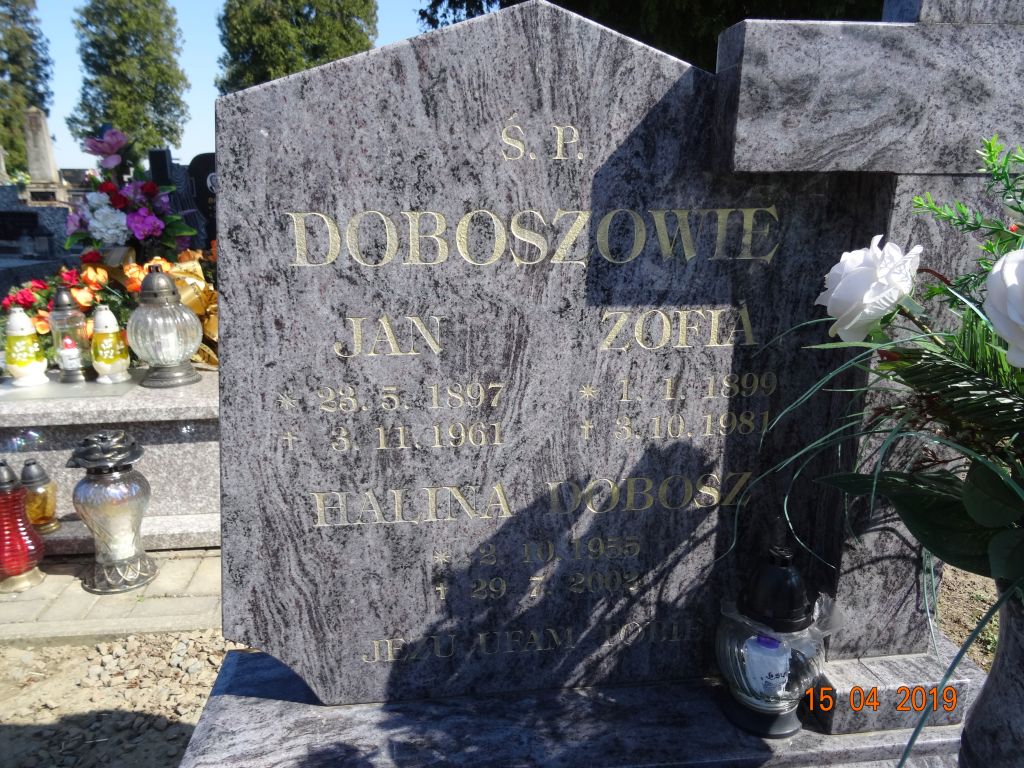 Ś. P.
DOBOSZOWIE
JAN ZOFIA
* 23. 5. 1897 * 1. 1. 1899
† 3. 11. 1961 † 3. 10. 1981
HALINA DOBOSZ
* 2 10. 1955
† 29. 7. 2002
JEZU UFAM TOBIE
15 04 2019